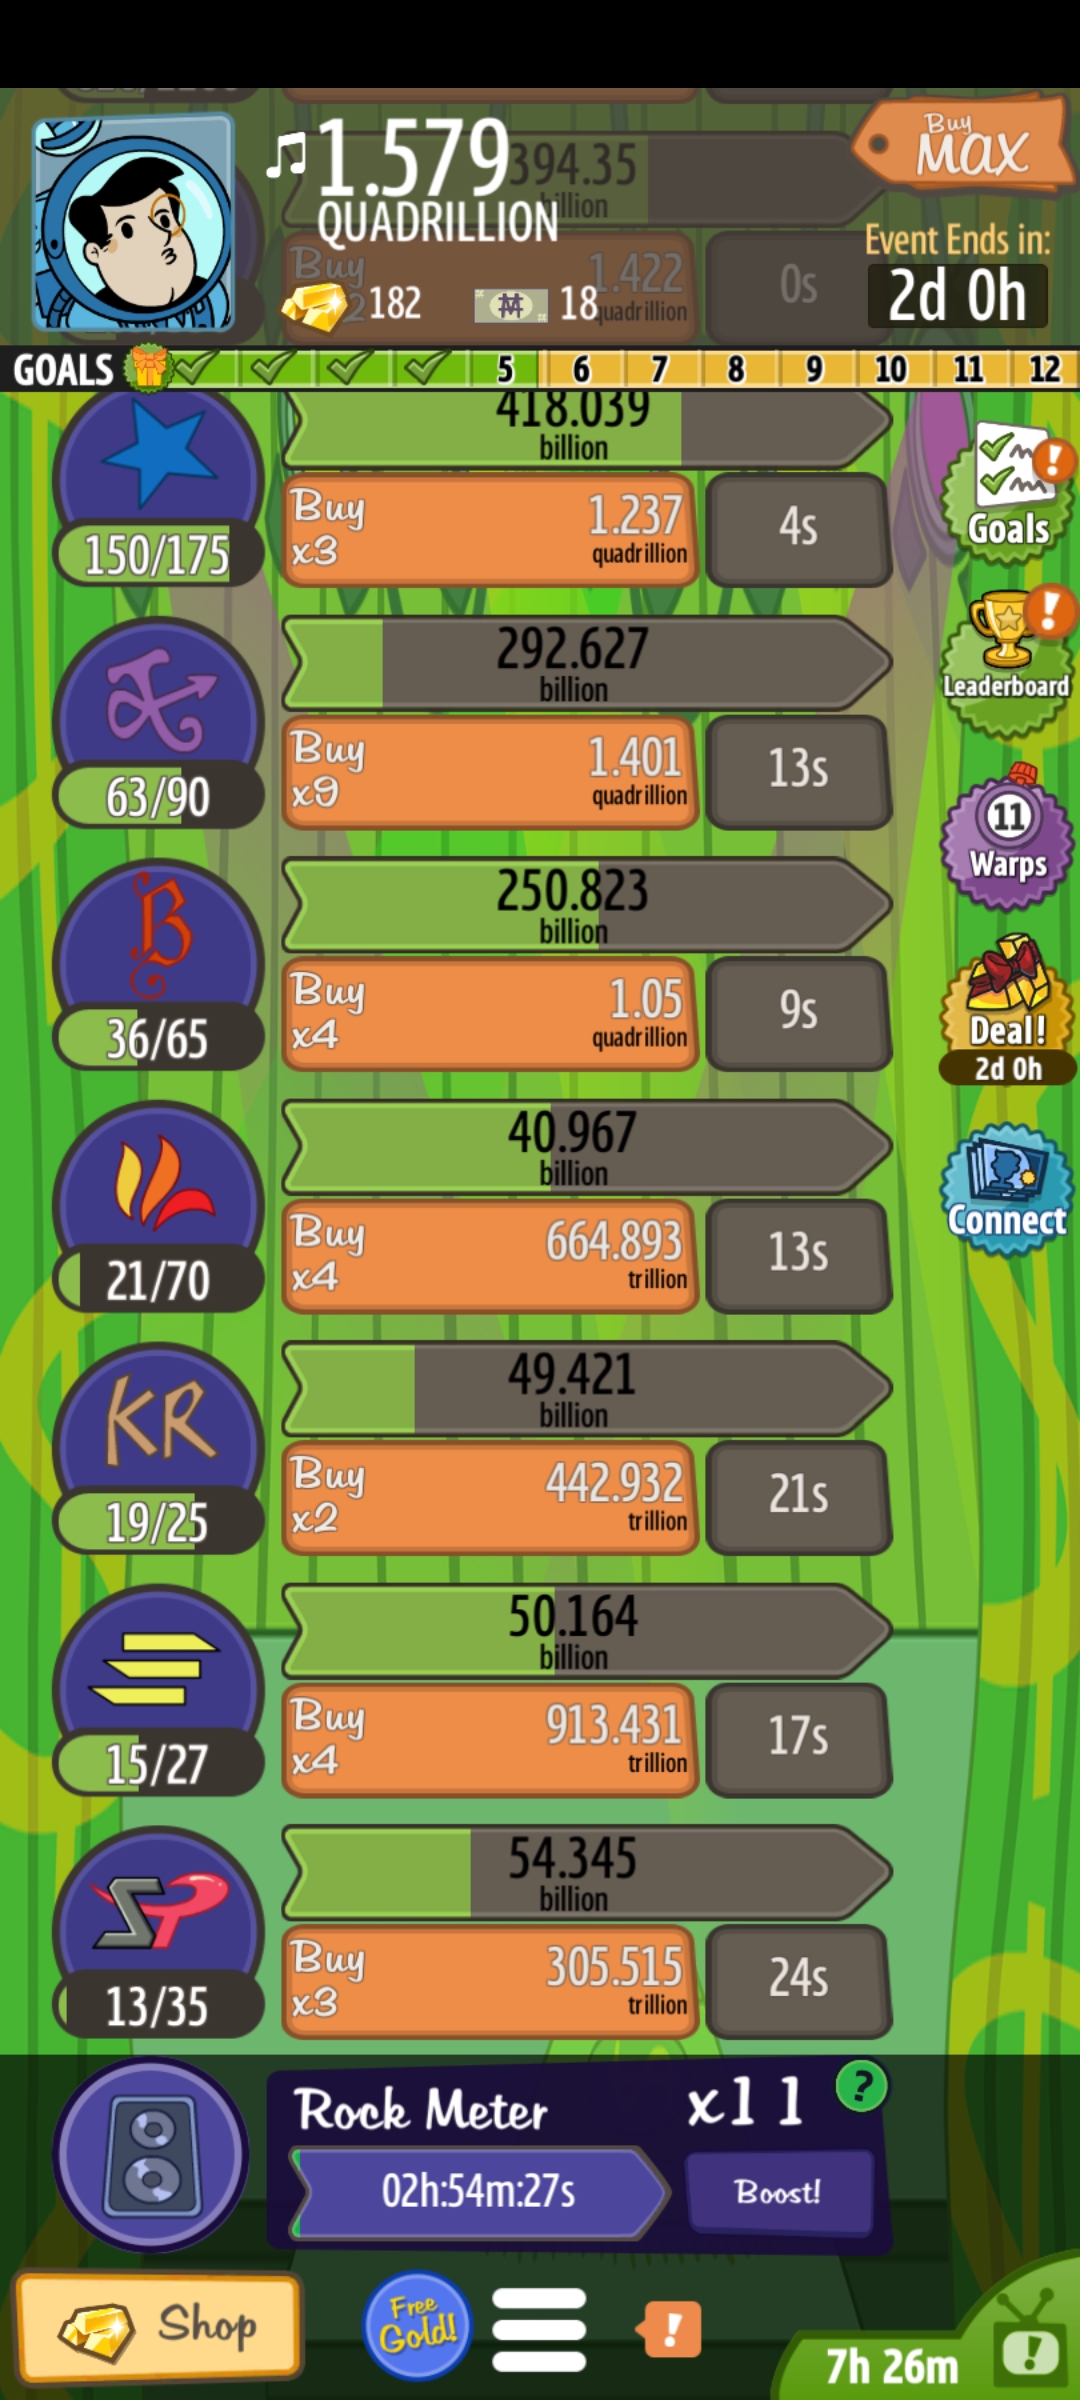 1.579
QUADRILLION
394.35
billion
Buy
MAX
Event Ends in:
2d 0h
Buy
1.422
quadrillion
0s
182
18
GOALS
5
6
7
8
9
10
11
12
418.039
billion
Buy
x3
1.237
quadrillion
4s
150/175
Goals
292.627
billion
Buy
x9
1.401
quadrillion
13s
63/90
Leaderboard
11
Warps
250.823
billion
Buy
x4
1.05
quadrillion
9s
36/65
Deal!
2d 0h
40.967
billion
Buy
x4
664.893
trillion
13s
21/70
Connect
KR
49.421
billion
Buy
x2
442.932
trillion
21s
19/25
50.164
billion
Buy
x4
913.431
trillion
17s
15/27
54.345
billion
Buy
x3
305.515
trillion
24s
13/35
Rock Meter
x11
?
02h:54m:27s
Boost!
Shop
Free
Gold!
!
7h 26m
!